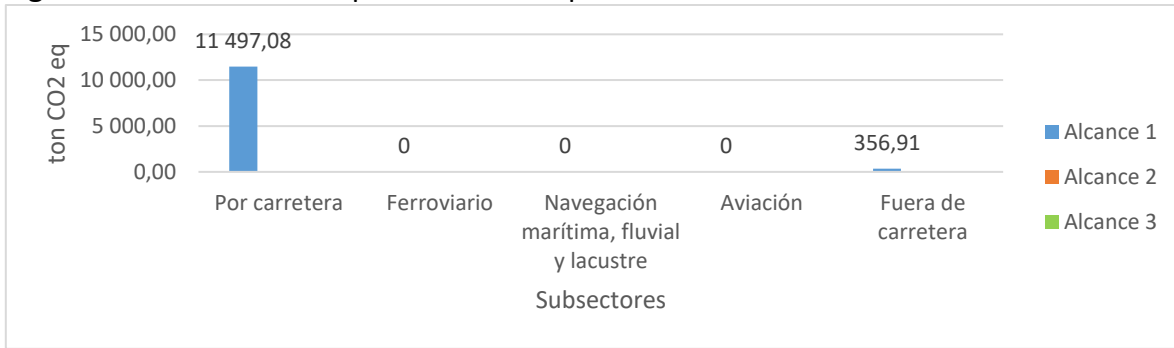 15 000,00
11 497,08
10 000,00
5 000,00
0,00
ton CO2 eq
0
0
0
356,91
Por carretera
Ferroviario
Navegación
marítima, fluvial
y lacustre
Aviación
Fuera de
carretera
Subsectores
Alcance 1
Alcance 2
Alcance 3